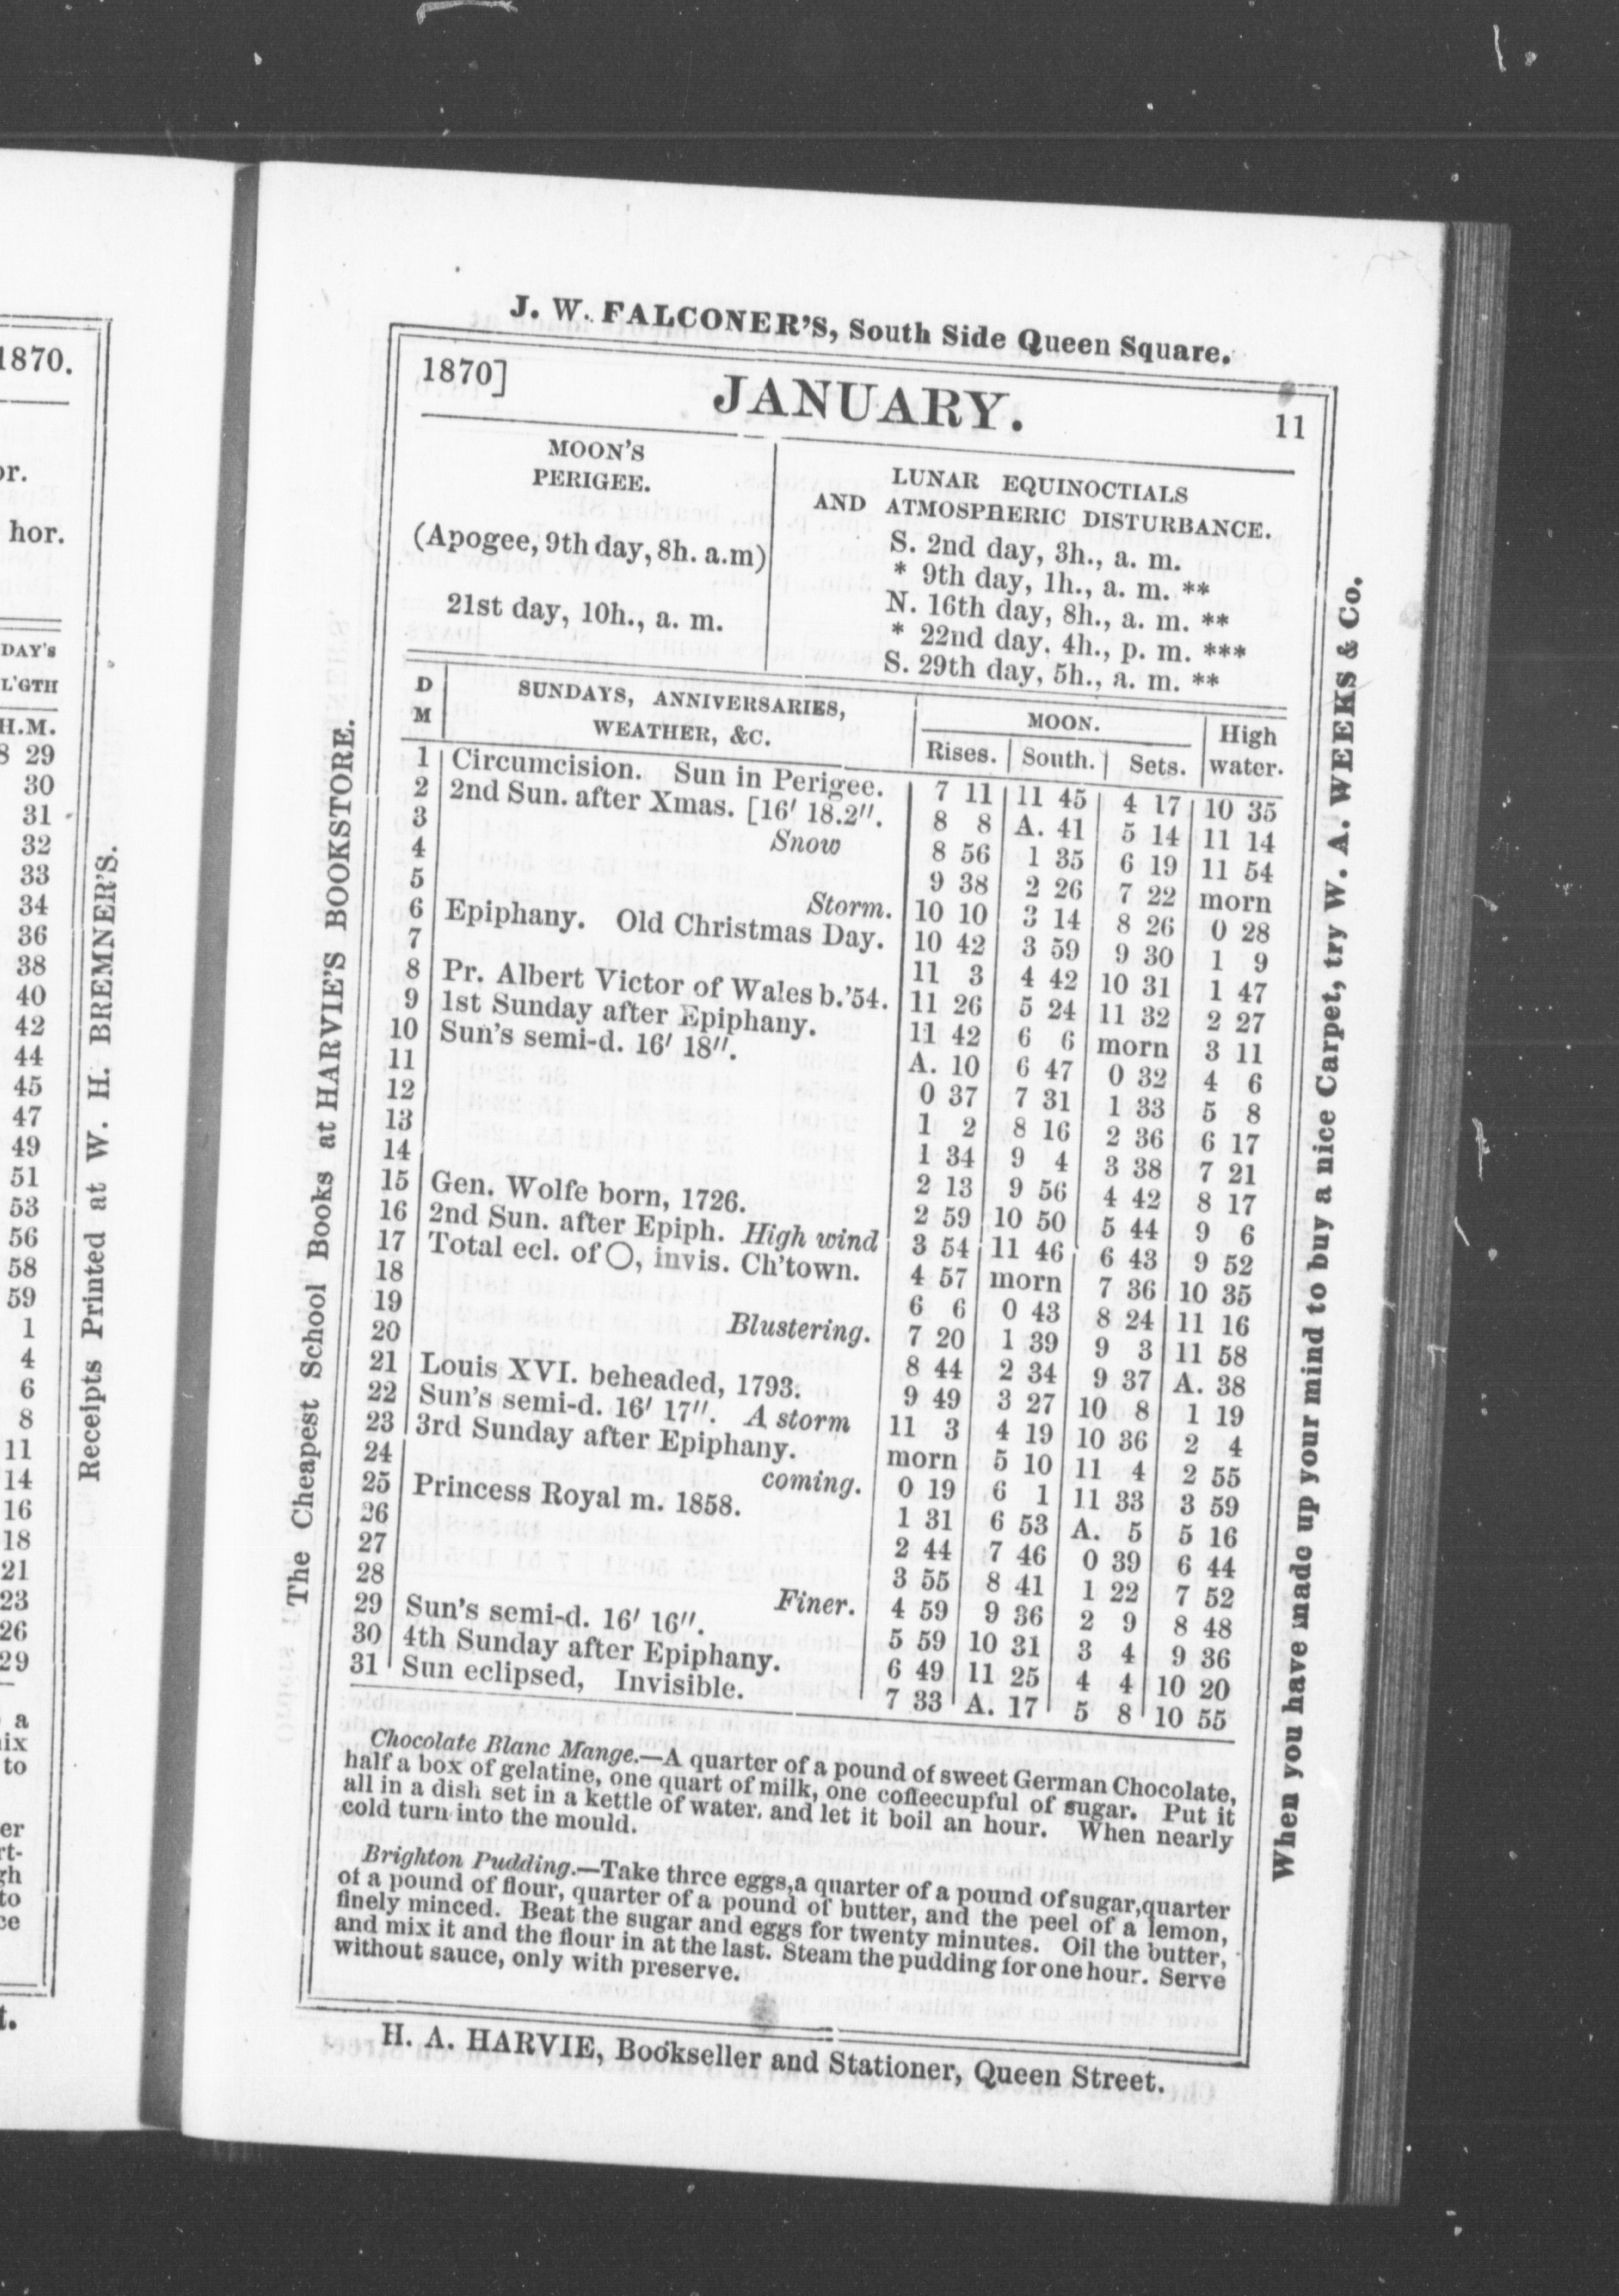 1870.
or.
hor.
DAY's
L'GTH
H.M.
8 29
30
31
32
33
34
36
38
40
42
44
45
47
49
51
53
56
58
59
1
4
6
8
11
14
16
18
21
23
26
29
a
ix
to
er
rt-
gh
to
ce
t.
Receipts Printed at W. H. BREMNER'S.
The Cheapest School Books at HARVIE'S BOOKSTORE.
J. W. FALCONER'S, South Side Queen Square.
1870] JANUARY. 11
MOON'S
PERIGEE.
(Apogee, 9th day, 8h. a.m)
21st day, 10h., a. m.
LUNAR EQUINOCTIALS
AND ATMOSPHERIC DISTURBANCE.
S. 2nd day, 3h., a. m.
* 9th day, 1h., a. m. **
N. 16th day, 8h., a. m. **
* 22nd day, 4h., p. m. ***
S. 29th day, 5h., a. m. **
D M SUNDAYS, ANNIVERSARIES, WEATHER, &C. MOON. Rises. South. Sets. High water.
1 Circumcision. Sun in Perigee. 7 11 11 45 4 17 10 35
2 2nd Sun. after Xmas. [16′ 18.2″. 8 8 A. 41 5 14 11 14
3 Snow 8 56 1 35 6 19 11 54
4 9 38 2 26 7 22 morn
5 Storm. 10 10 3 14 8 26 0 28
6 Epiphany. Old Christmas Day. 10 42 3 59 9 30 1 9
7 11 3 4 42 10 31 1 47
8 Pr. Albert Victor of Wales b.'54. 11 26 5 24 11 32 2 27
9 1st Sunday after Epiphany. 11 42 6 6 morn 3 11
10 Sun's semi-d. 16′ 18″. A. 10 6 47 0 32 4 6
11 0 37 7 31 1 33 5 8
12 1 2 8 16 2 36 6 17
13 1 34 9 4 3 38 7 21
14 2 13 9 56 4 42 8 17
15 Gen. Wolfe born, 1726. 2 59 10 50 5 44 9 6
16 2nd Sun. after Epiph. High wind 3 54 11 46 6 43 9 52
17 Total ecl. of ◯, invis. Ch'town. 4 57 morn 7 36 10 35
18 6 6 0 43 8 24 11 16
19 Blustering. 7 20 1 39 9 3 11 58
20 8 44 2 34 9 37 A. 38
21 Louis XVI. beheaded, 1793. 9 49 3 27 10 8 1 19
22 Sun's semi-d. 16′ 17″. A storm 11 3 4 19 10 36 2 4
23 3rd Sunday after Epiphany. morn 5 10 11 4 2 55
24 coming. 0 19 6 1 11 33 3 59
25 Princess Royal m. 1858. 1 31 6 53 A. 5 5 16
26 2 44 7 46 0 39 6 44
27 3 55 8 41 1 22 7 52
28 Finer. 4 59 9 36 2 9 8 48
29 Sun's semi-d. 16′ 16″. 5 59 10 31 3 4 9 36
30 4th Sunday after Epiphany. 6 49 11 25 4 4 10 20
31 Sun eclipsed, Invisible. 7 33 A. 17 5 8 10 55
Chocolate Blanc Mange.—A quarter of a pound of sweet German Chocolate,
half a box of gelatine, one quart of milk, one coffeecupful of sugar. Put it
all in a dish set in a kettle of water, and let it boil an hour. When nearly
cold turn into the mould.
Brighton Pudding.—Take three eggs,a quarter of a pound of sugar,quarter
of a pound of flour, quarter of a pound of butter, and the peel of a lemon,
finely minced. Beat the sugar and eggs for twenty minutes. Oil the butter,
and mix it and the flour in at the last. Steam the pudding for one hour. Serve
without sauce, only with preserve.
H. A. HARVIE, Bookseller and Stationer, Queen Street.
When you have made up your mind to buy a nice Carpet, try W. A. WEEKS & Co.